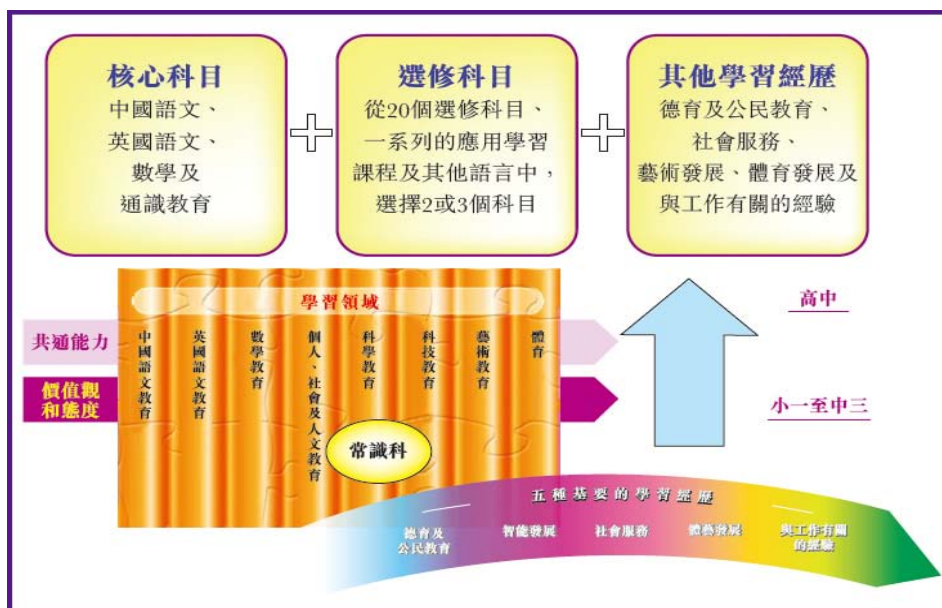 核心科目
中國語文、
英國語文、
數學及
通識教育
選修科目
從20個選修科目、
一系列的應用學習
課程及其他語言中，
選擇2或3個科目
其他學習經歷
德育及公民教育、
社會服務、
藝術發展、體育發展及
與工作有關的經驗
學習領域
共通能力
價值觀
和態度
中國語文教育
英國語文教育
數學教育
個人、社會及人文教育
科學教育
科技教育
藝術教育
體育
常識科
高中
小一至中三
五種基要的學習經歷
德育及
公民教育
智能發展
社會服務
體藝發展
與工作有關
的經驗